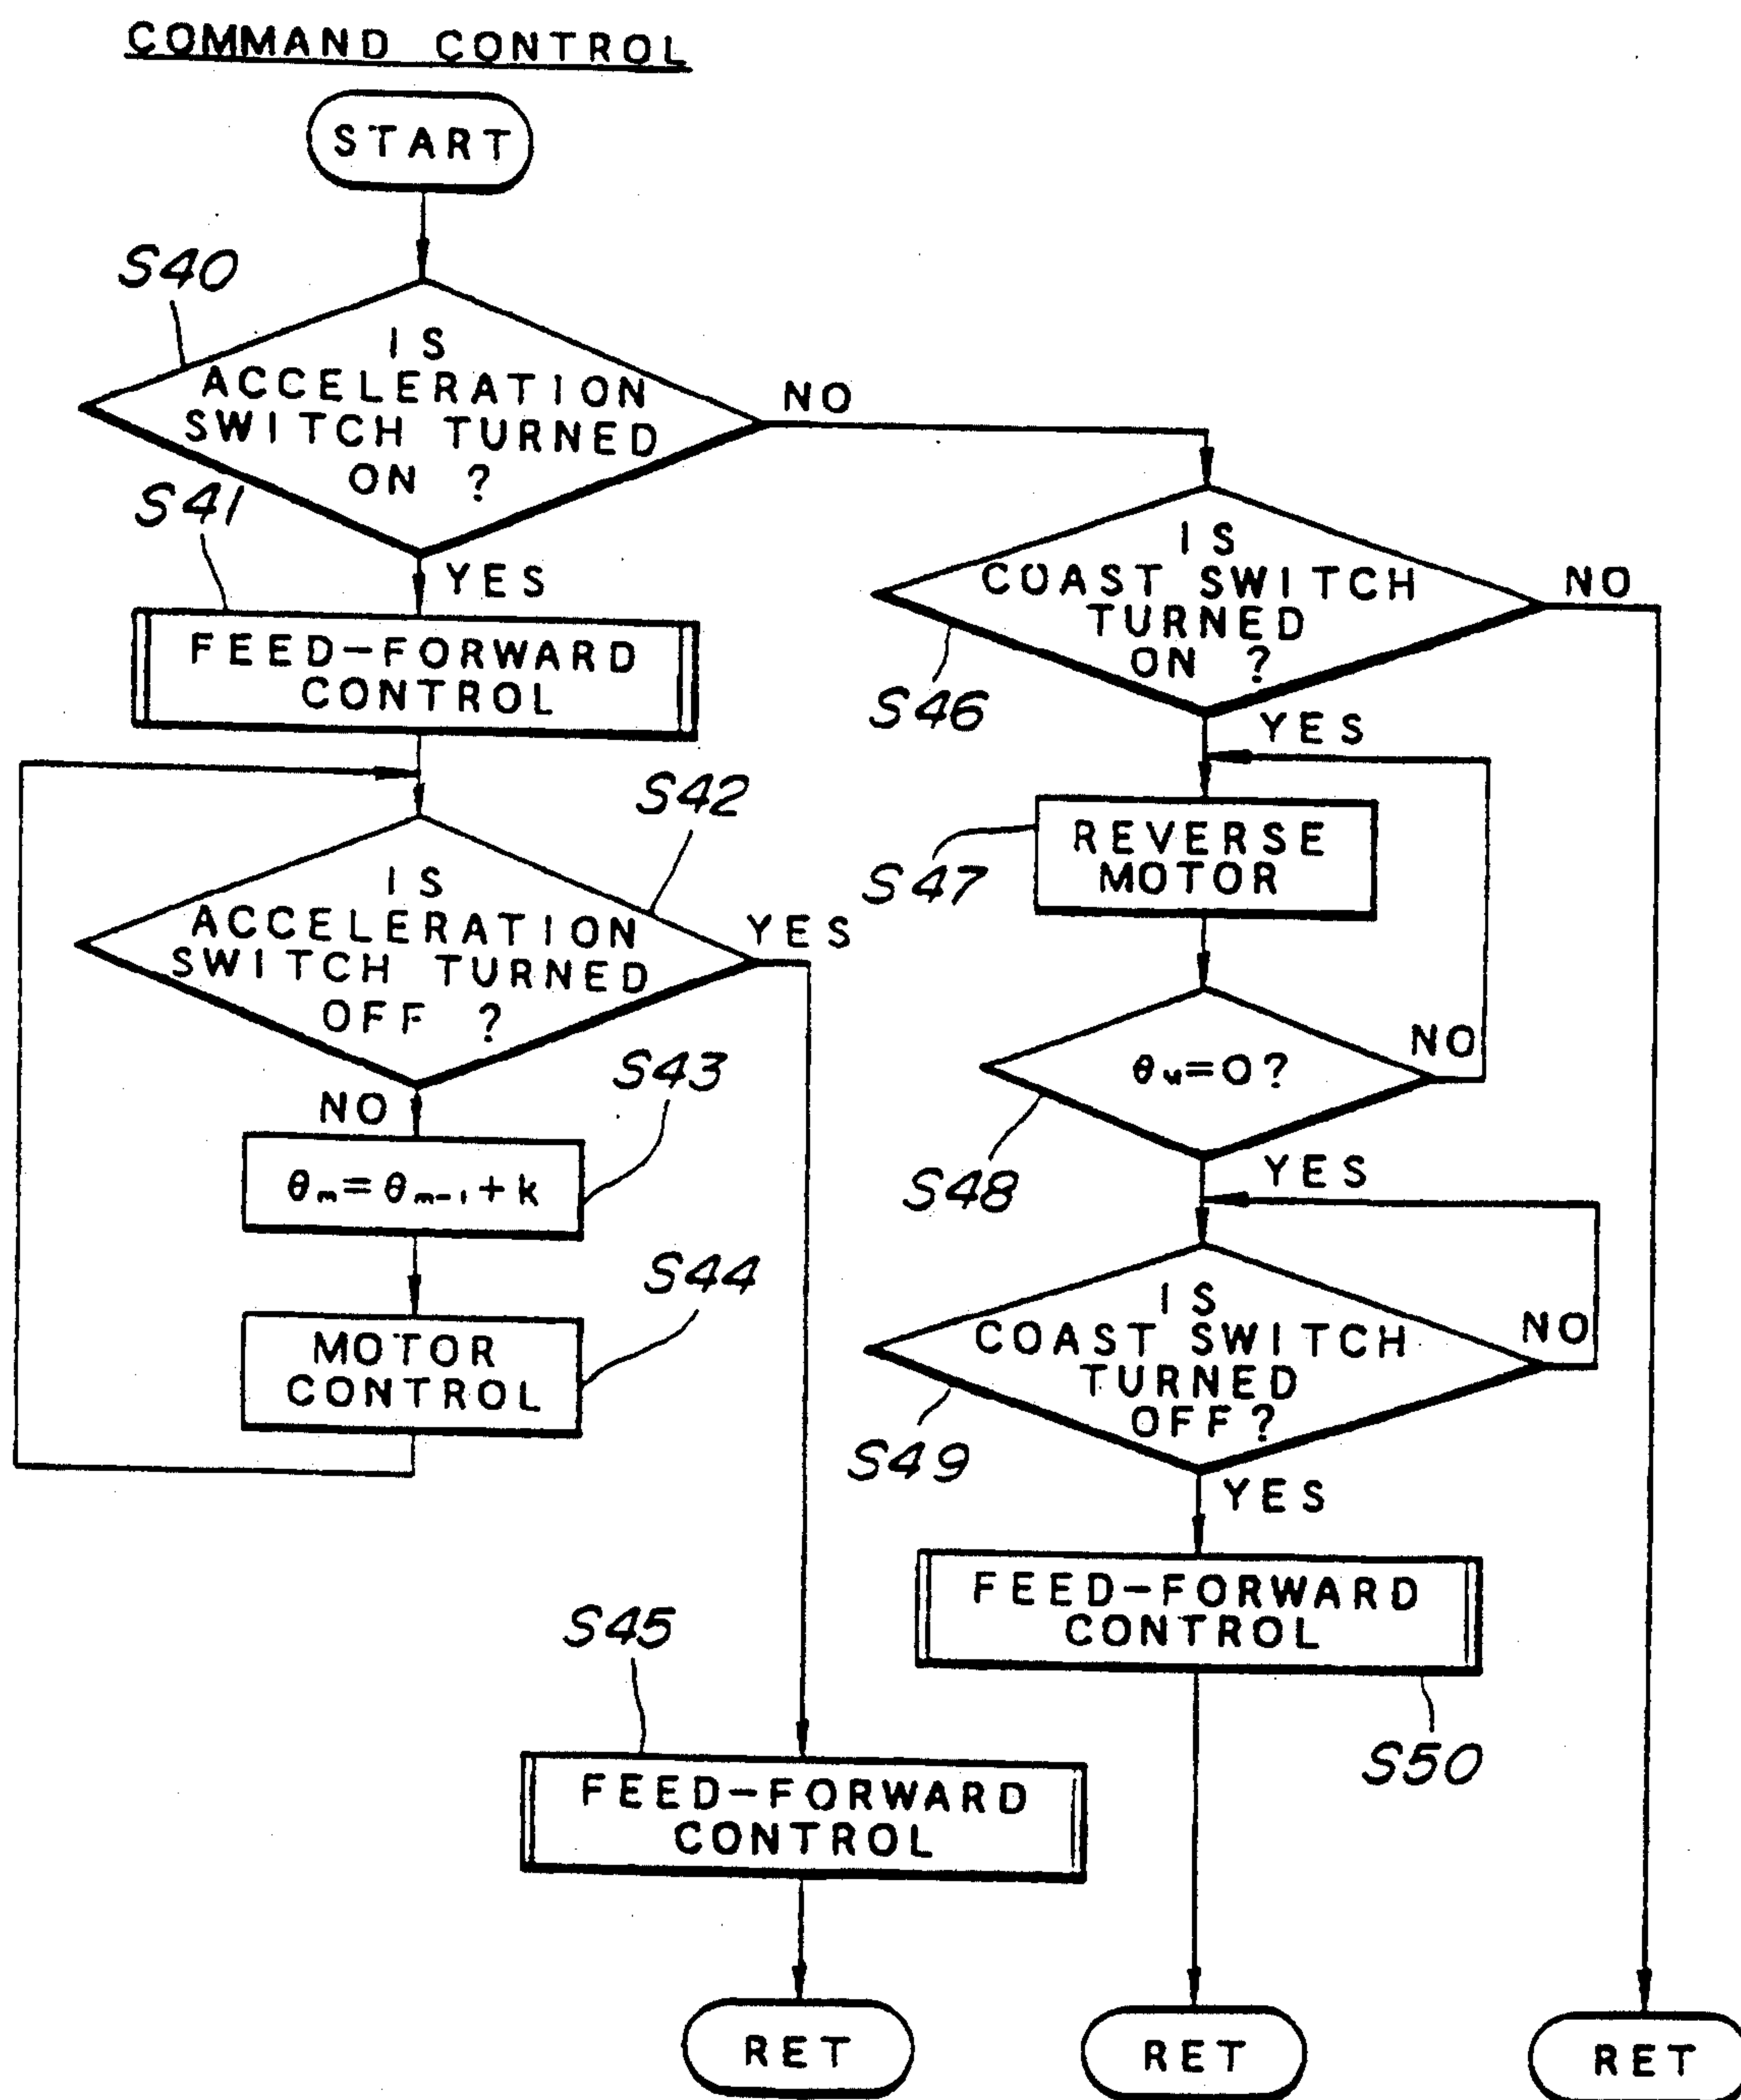 COMMAND CONTROL
START
S40
IS
ACCELERATION
SWITCH TURNED
ON ?
NO
YES
S41
FEED-FORWARD
CONTROL
S42
IS
ACCELERATION
SWITCH TURNED
OFF ?
YES
NO
S43
θm=θm-1+k
S44
MOTOR
CONTROL
S45
FEED-FORWARD
CONTROL
RET
IS
COAST SWITCH
TURNED
ON ?
NO
S46
YES
REVERSE
MOTOR
S47
θM=0?
NO
S48
YES
IS
COAST SWITCH
TURNED
OFF?
NO
S49
YES
FEED-FORWARD
CONTROL
S50
RET
RET